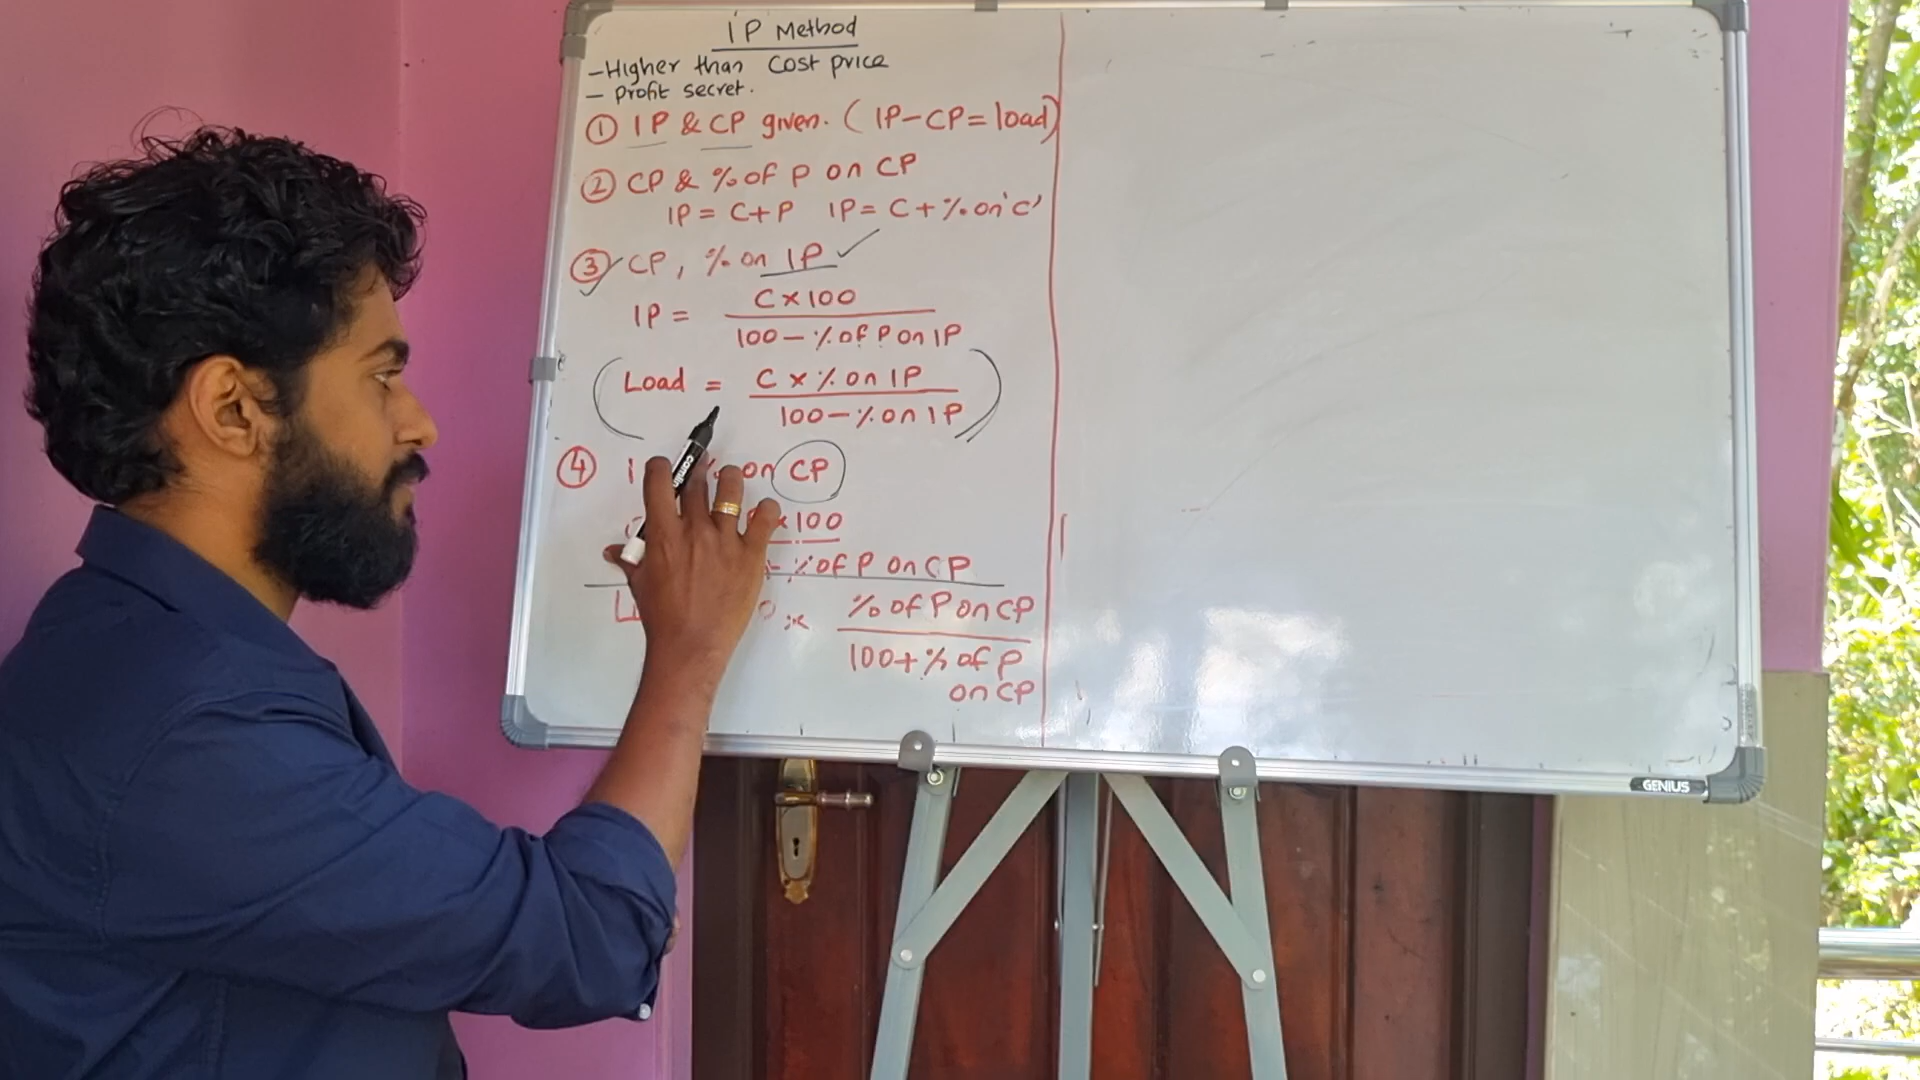 IP Method
- Higher than Cost price
- Profit secret.
① IP & CP given. (IP - CP = load)
② CP & % of P on CP
IP = C + P IP = C + % on 'C'
③ CP, % on IP ✓
IP = C × 100
100 - % of P on IP
Load = C × % on IP
100 - % on IP
④ on CP
× 100
% of P on CP
× % of P on CP
100 + % of P
on CP
camlin
GENIUS